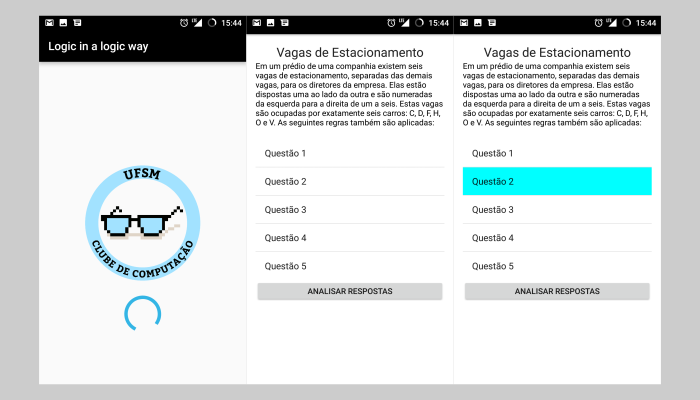 15:44
Logic in a logic way
UFSM
CLUBE DE COMPUTAÇÃO
15:44
Vagas de Estacionamento
Em um prédio de uma companhia existem seis
vagas de estacionamento, separadas das demais
vagas, para os diretores da empresa. Elas estão
dispostas uma ao lado da outra e são numeradas
da esquerda para a direita de um a seis. Estas vagas
são ocupadas por exatamente seis carros: C, D, F, H,
O e V. As seguintes regras também são aplicadas:
Questão 1
Questão 2
Questão 3
Questão 4
Questão 5
ANALISAR RESPOSTAS
15:44
Vagas de Estacionamento
Em um prédio de uma companhia existem seis
vagas de estacionamento, separadas das demais
vagas, para os diretores da empresa. Elas estão
dispostas uma ao lado da outra e são numeradas
da esquerda para a direita de um a seis. Estas vagas
são ocupadas por exatamente seis carros: C, D, F, H,
O e V. As seguintes regras também são aplicadas:
Questão 1
Questão 2
Questão 3
Questão 4
Questão 5
ANALISAR RESPOSTAS